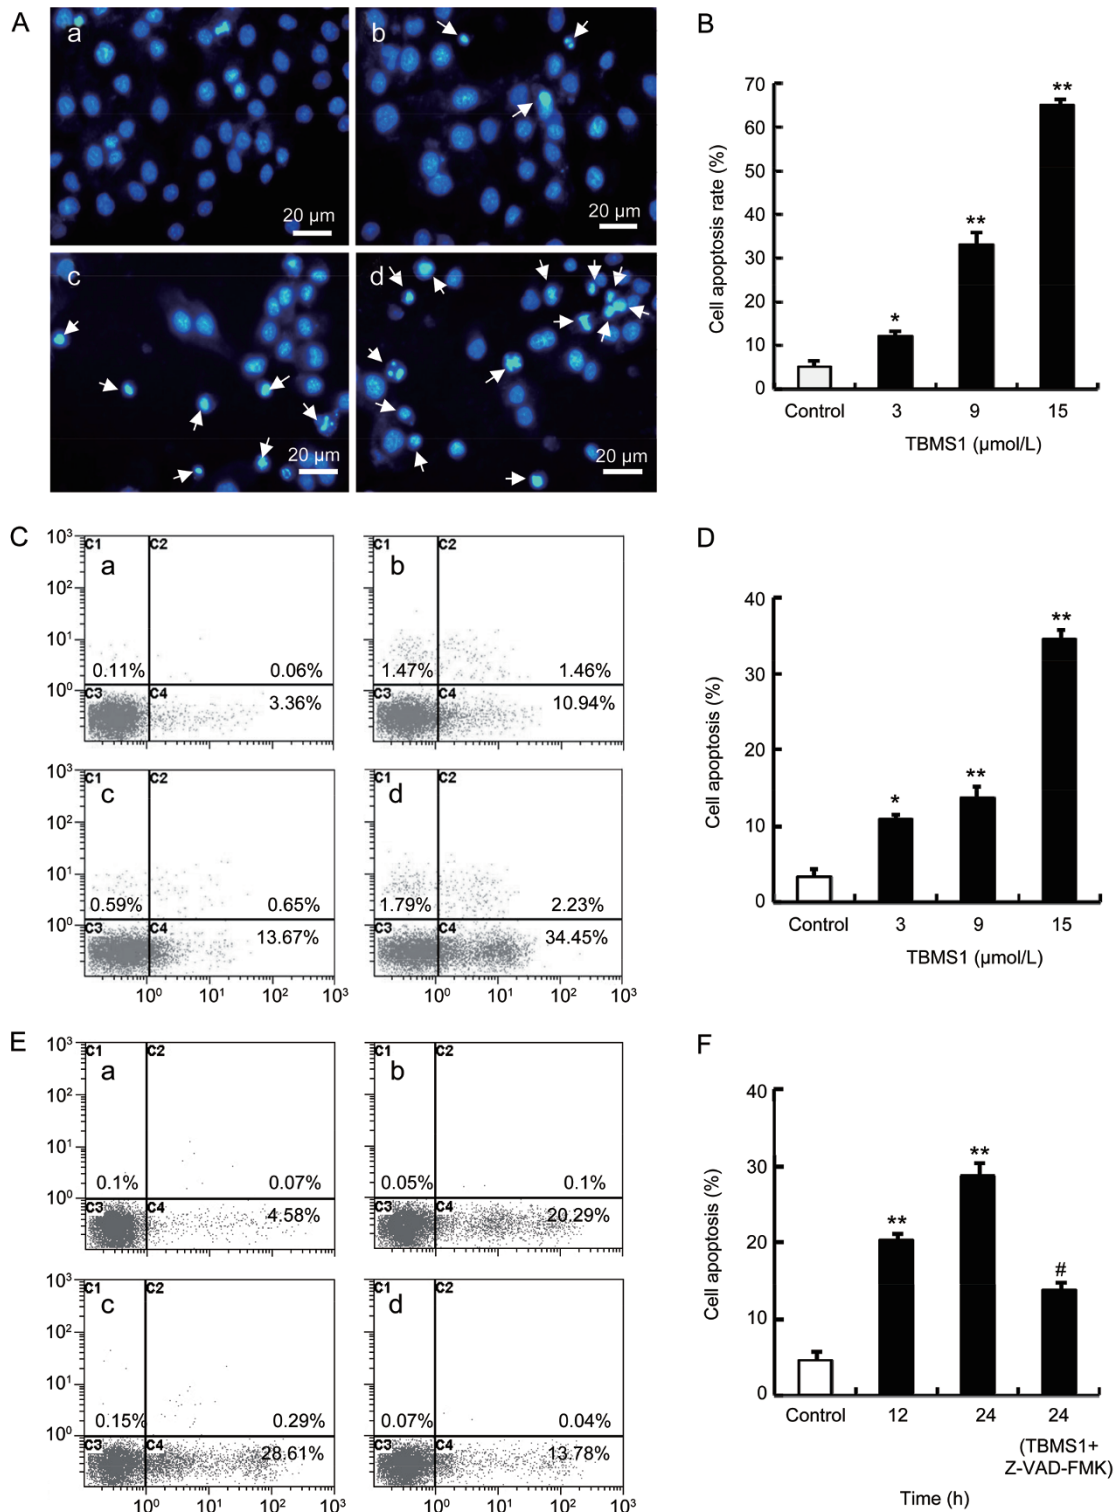 A
a
20 μm
b
20 μm
c
20 μm
d
20 μm
B
Cell apoptosis rate (%)
70
60
50
40
30
20
10
0
*
**
**
Control 3 9 15
TBMS1 (μmol/L)
C
10³
10²
10¹
10⁰
C1 C2
a
0.11% 0.06%
C3 C4
3.36%
C1 C2
b
1.47% 1.46%
C3 C4
10.94%
10⁰ 10¹ 10² 10³
10³
10²
10¹
10⁰
C1 C2
c
0.59% 0.65%
C3 C4
13.67%
10⁰ 10¹ 10² 10³
C1 C2
d
1.79% 2.23%
C3 C4
34.45%
10⁰ 10¹ 10² 10³
D
Cell apoptosis (%)
40
30
20
10
0
*
**
**
Control 3 9 15
TBMS1 (μmol/L)
E
10³
10²
10¹
10⁰
C1 C2
a
0.1% 0.07%
C3 C4
4.58%
C1 C2
b
0.05% 0.1%
C3 C4
20.29%
10³
10²
10¹
10⁰
C1 C2
c
0.15% 0.29%
C3 C4
28.61%
10⁰ 10¹ 10² 10³
C1 C2
d
0.07% 0.04%
C3 C4
13.78%
10⁰ 10¹ 10² 10³
F
Cell apoptosis (%)
40
30
20
10
0
**
**
#
Control 12 24 24
(TBMS1+
Z-VAD-FMK)
Time (h)